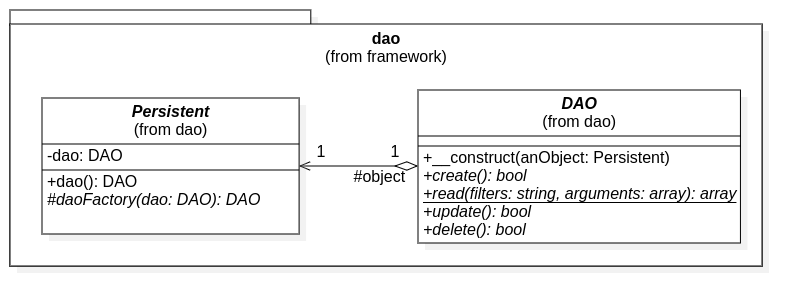 dao
(from framework)
Persistent
(from dao)
-dao: DAO
+dao(): DAO
#daoFactory(dao: DAO): DAO
1
1
#object
DAO
(from dao)
+__construct(anObject: Persistent)
+create(): bool
+read(filters: string, arguments: array): array
+update(): bool
+delete(): bool